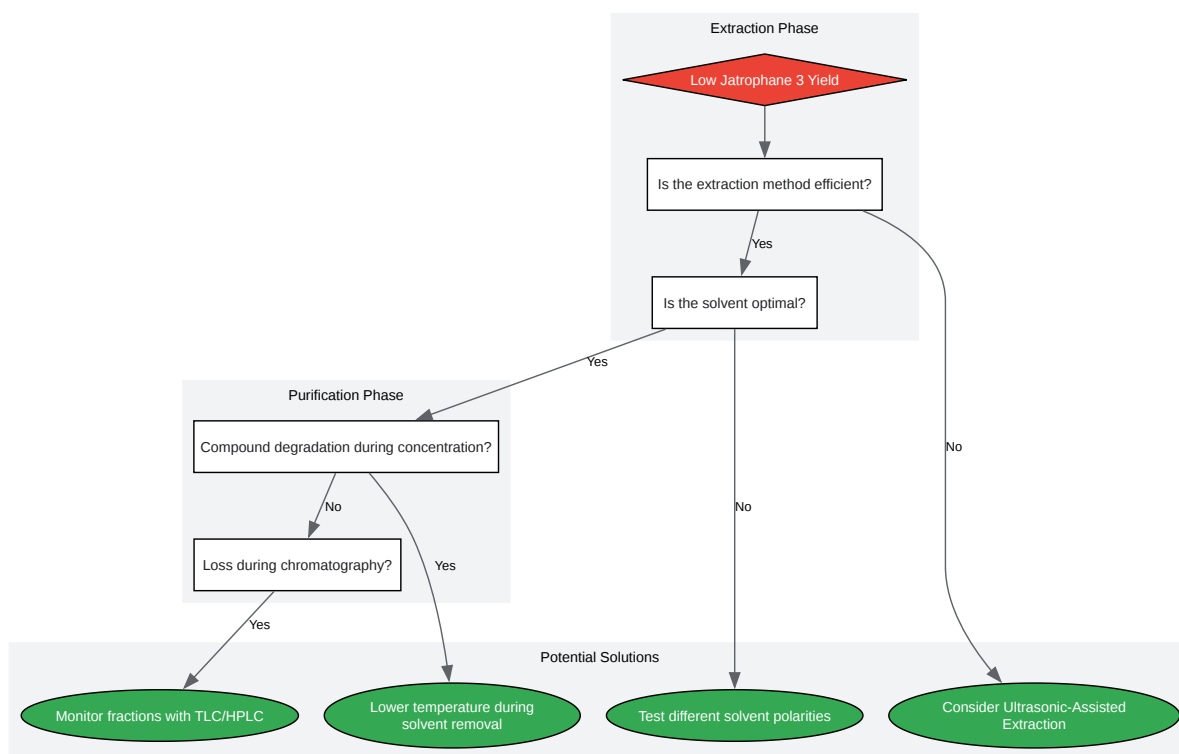 Extraction Phase
Low Jatrophane 3 Yield
Is the extraction method efficient?
Yes
Is the solvent optimal?
Yes
Purification Phase
Compound degradation during concentration?
No
No
No
Loss during chromatography?
Yes
Yes
Potential Solutions
Monitor fractions with TLC/HPLC
Lower temperature during
solvent removal
Test different solvent polarities
Consider Ultrasonic-Assisted
Extraction